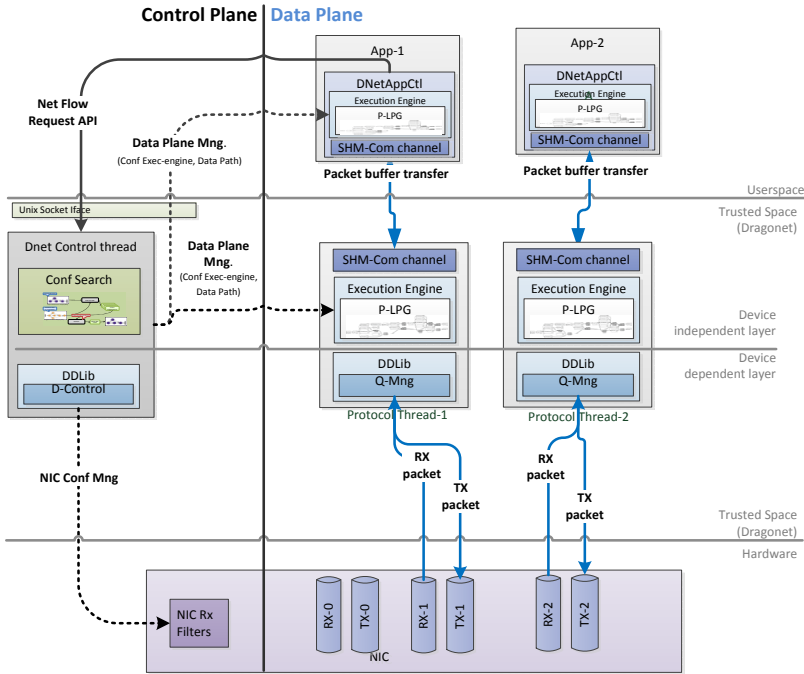 Control Plane
Data Plane
App-1
DNetAppCtl
Execution Engine
P-LPG
SHM-Com channel
App-2
DNetAppCtl
Execution Engine
P-LPG
SHM-Com channel
Net Flow
Request API
Data Plane Mng.
(Conf Exec-engine, Data Path)
Packet buffer transfer
Packet buffer transfer
Userspace
Trusted Space
(Dragonet)
Unix Socket Iface
Dnet Control thread
Conf Search
DDLib
D-Control
Data Plane
Mng.
(Conf Exec-engine,
Data Path)
SHM-Com channel
Execution Engine
P-LPG
DDLib
Q-Mng
Protocol Thread-1
SHM-Com channel
Execution Engine
P-LPG
DDLib
Q-Mng
Protocol Thread-2
Device
independent layer
Device
dependent layer
NIC Conf Mng
RX
packet
TX
packet
RX
packet
TX
packet
Trusted Space
(Dragonet)
Hardware
NIC Rx
Filters
RX-0
TX-0
RX-1
TX-1
RX-2
TX-2
NIC